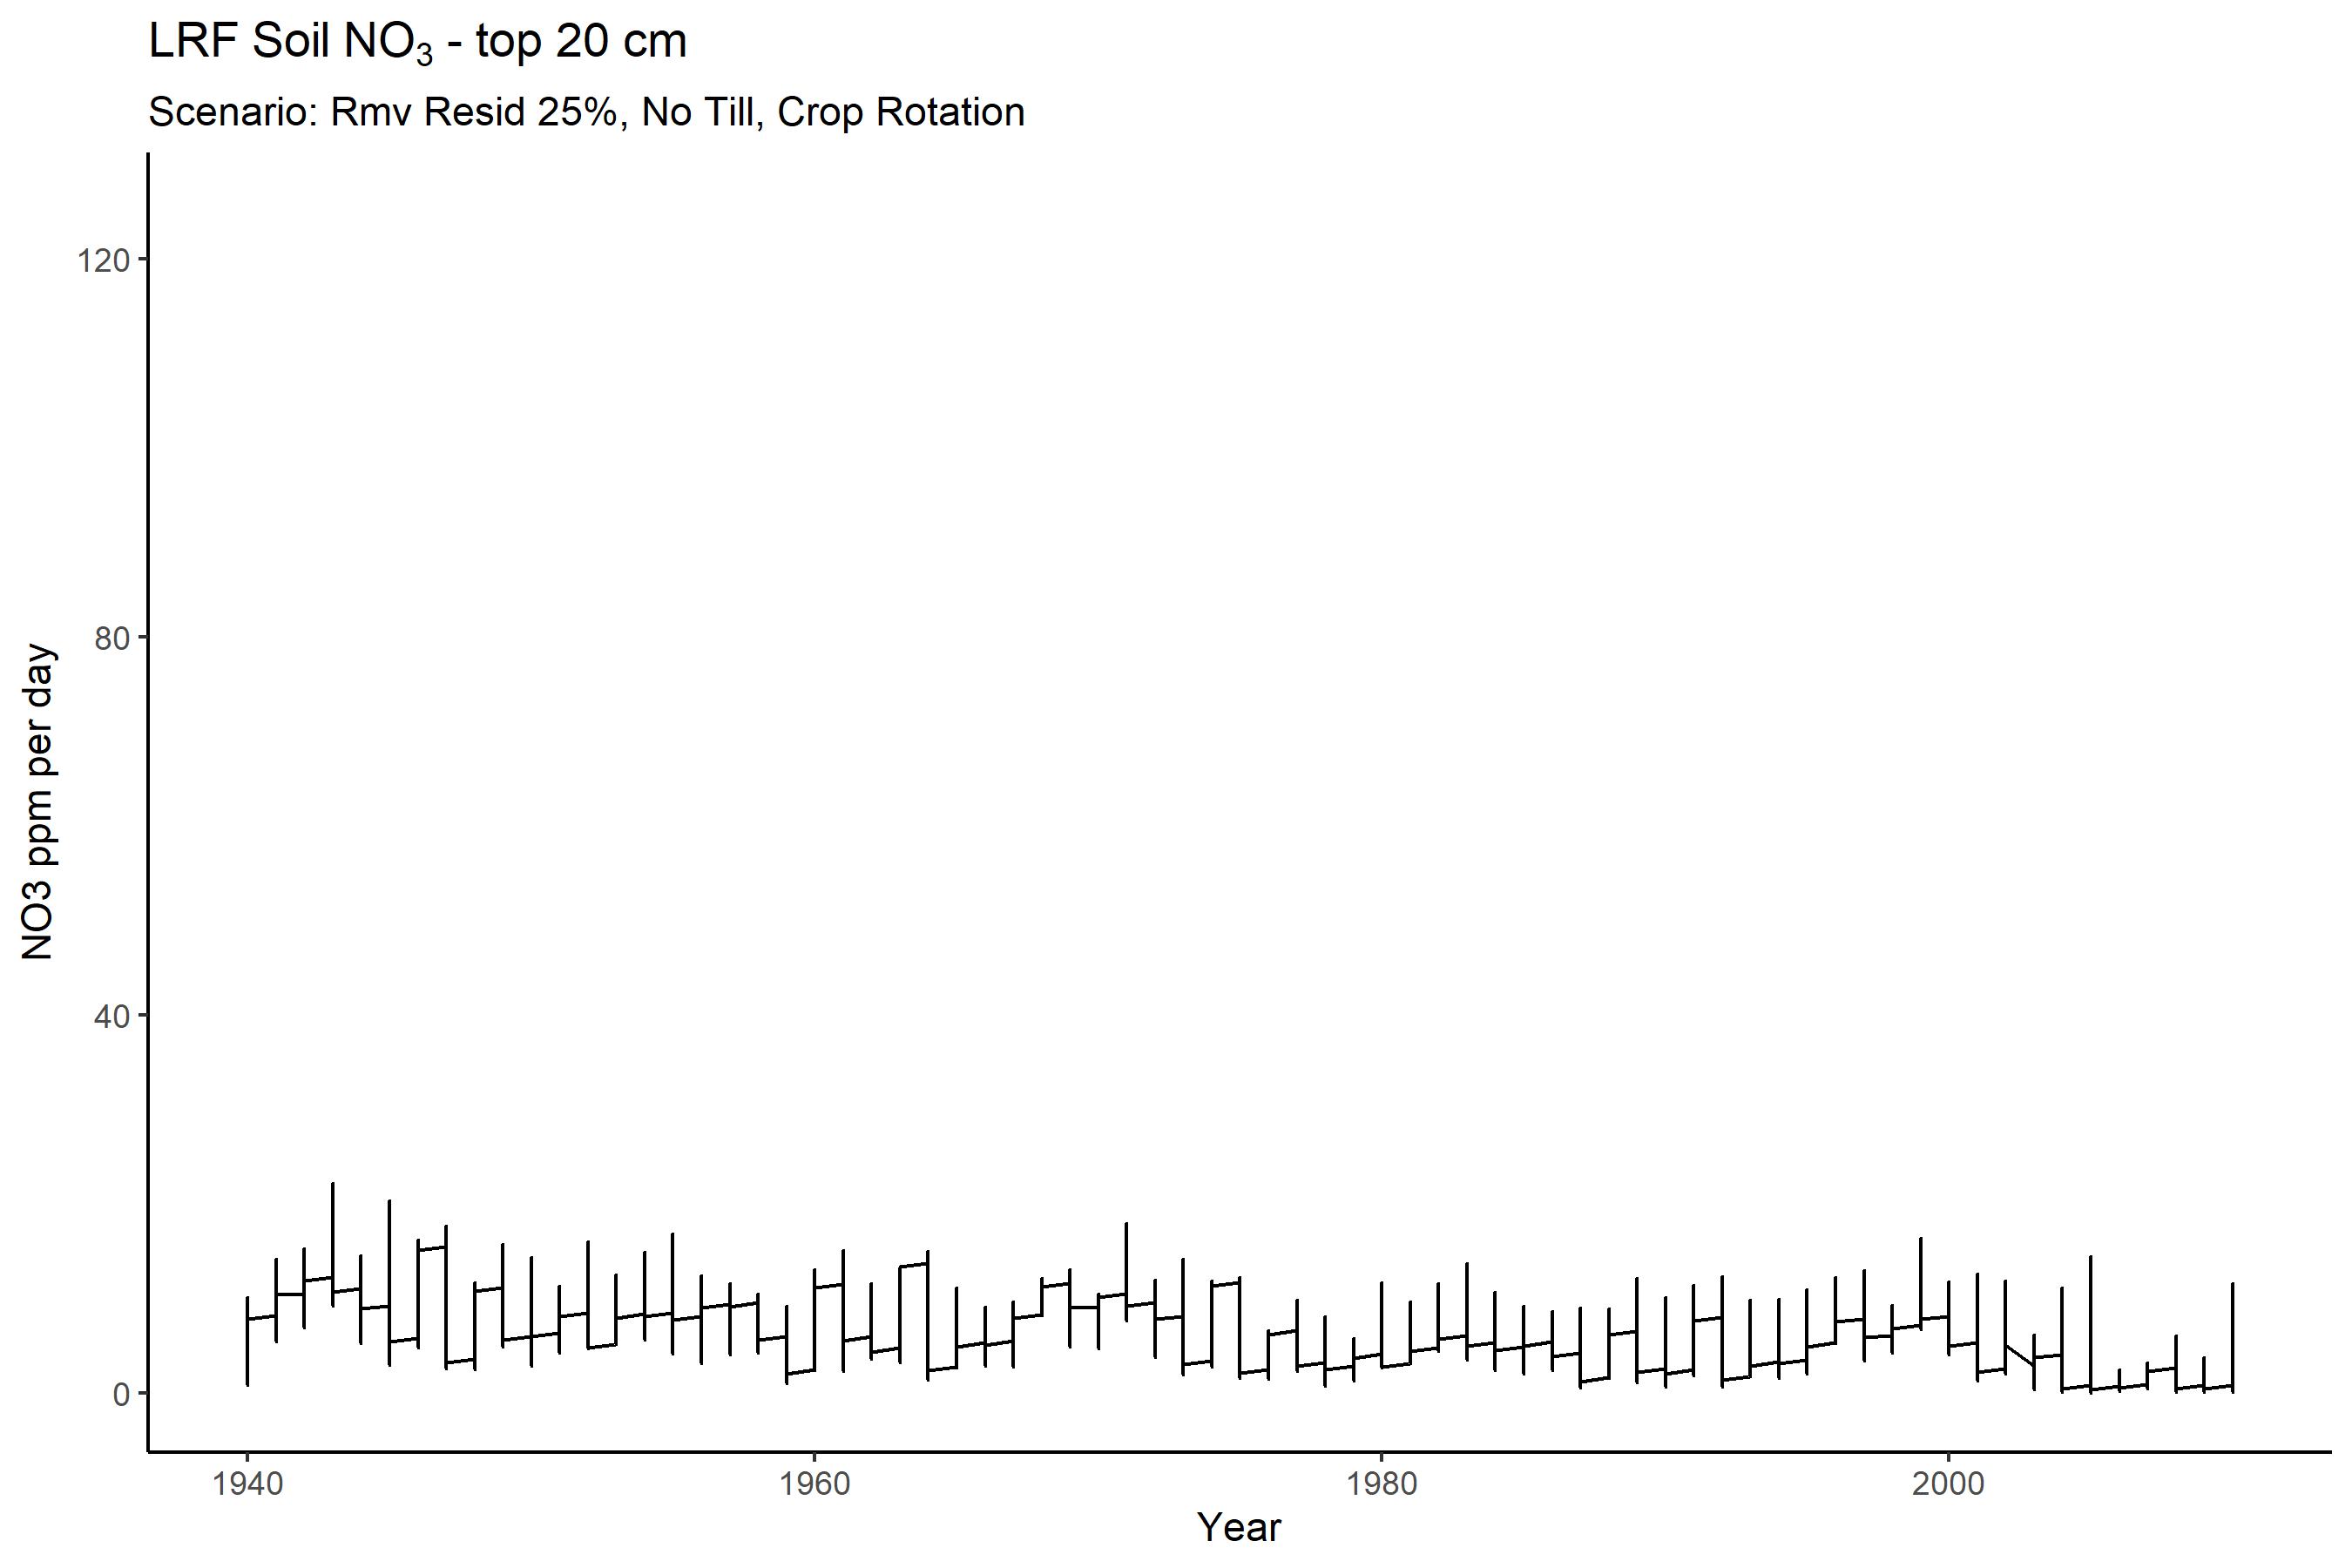 LRF Soil NO₃ - top 20 cm
Scenario: Rmv Resid 25%, No Till, Crop Rotation
NO3 ppm per day
120
80
40
0
1940 1960 1980 2000
Year